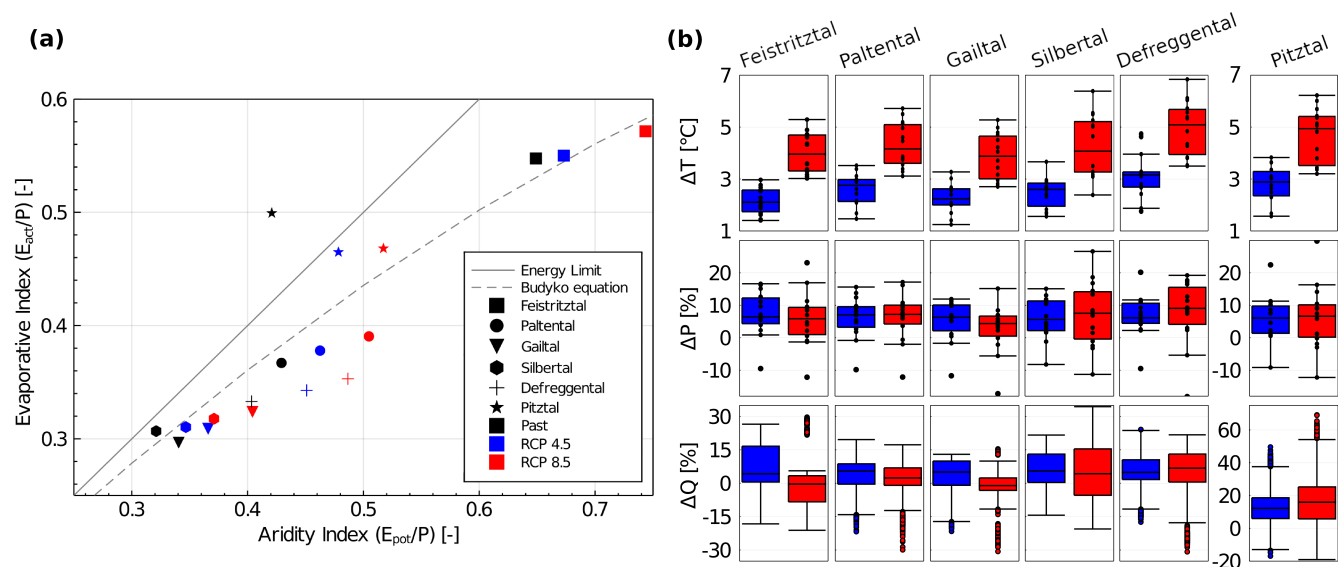 (a)
0.6
0.5
0.4
0.3
Evaporative Index (Eact/P) [-]
0.3
0.4
0.5
0.6
0.7
Aridity Index (Epot/P) [-]
Energy Limit
Budyko equation
Feistritztal
Paltental
Gailtal
Silbertal
Defreggental
Pitztal
Past
RCP 4.5
RCP 8.5
(b)
Feistritztal
Paltental
Gailtal
Silbertal
Defreggental
Pitztal
ΔT [°C]
7
5
3
1
7
5
3
1
ΔP [%]
20
10
0
-10
20
10
0
-10
ΔQ [%]
30
15
0
-15
-30
60
40
20
0
-20